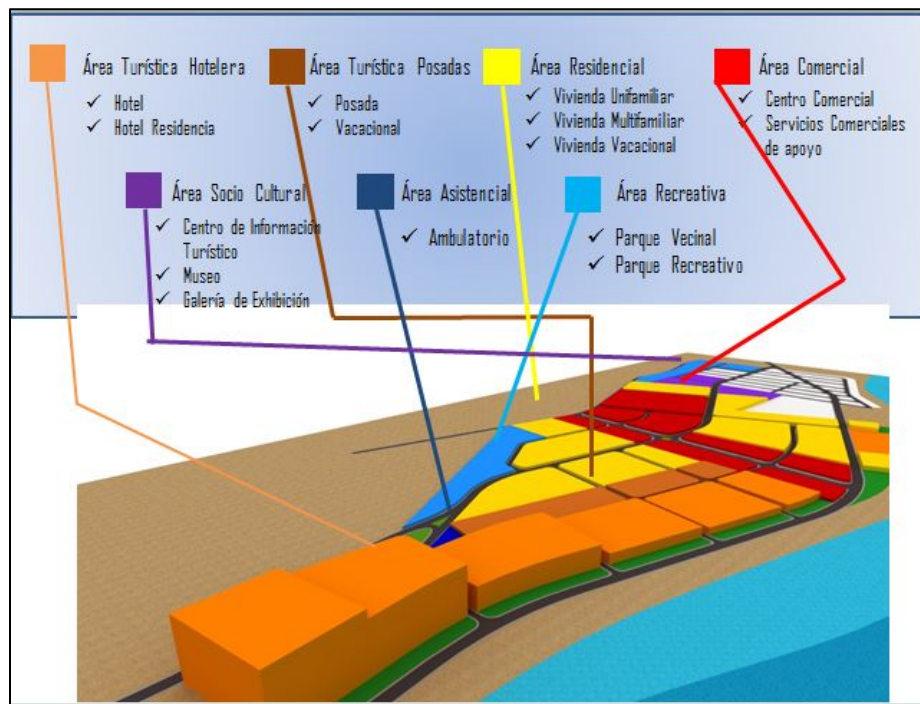 Área Turística Hotelera
✓ Hotel
✓ Hotel Residencia
Área Turística Posadas
✓ Posada
✓ Vacacional
Área Residencial
✓ Vivienda Unifamiliar
✓ Vivienda Multifamiliar
✓ Vivienda Vacacional
Área Comercial
✓ Centro Comercial
✓ Servicios Comerciales
de apoyo
Área Socio Cultural
✓ Centro de Información
Turístico
✓ Museo
✓ Galería de Exhibición
Área Asistencial
✓ Ambulatorio
Área Recreativa
✓ Parque Vecinal
✓ Parque Recreativo